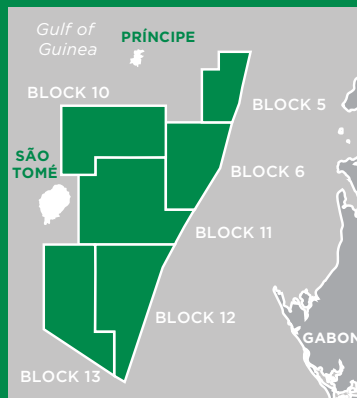 Gulf of
Guinea
PRÍNCIPE
BLOCK 10
BLOCK 5
SÃO
TOMÉ
BLOCK 6
BLOCK 11
BLOCK 12
GABON
BLOCK 13